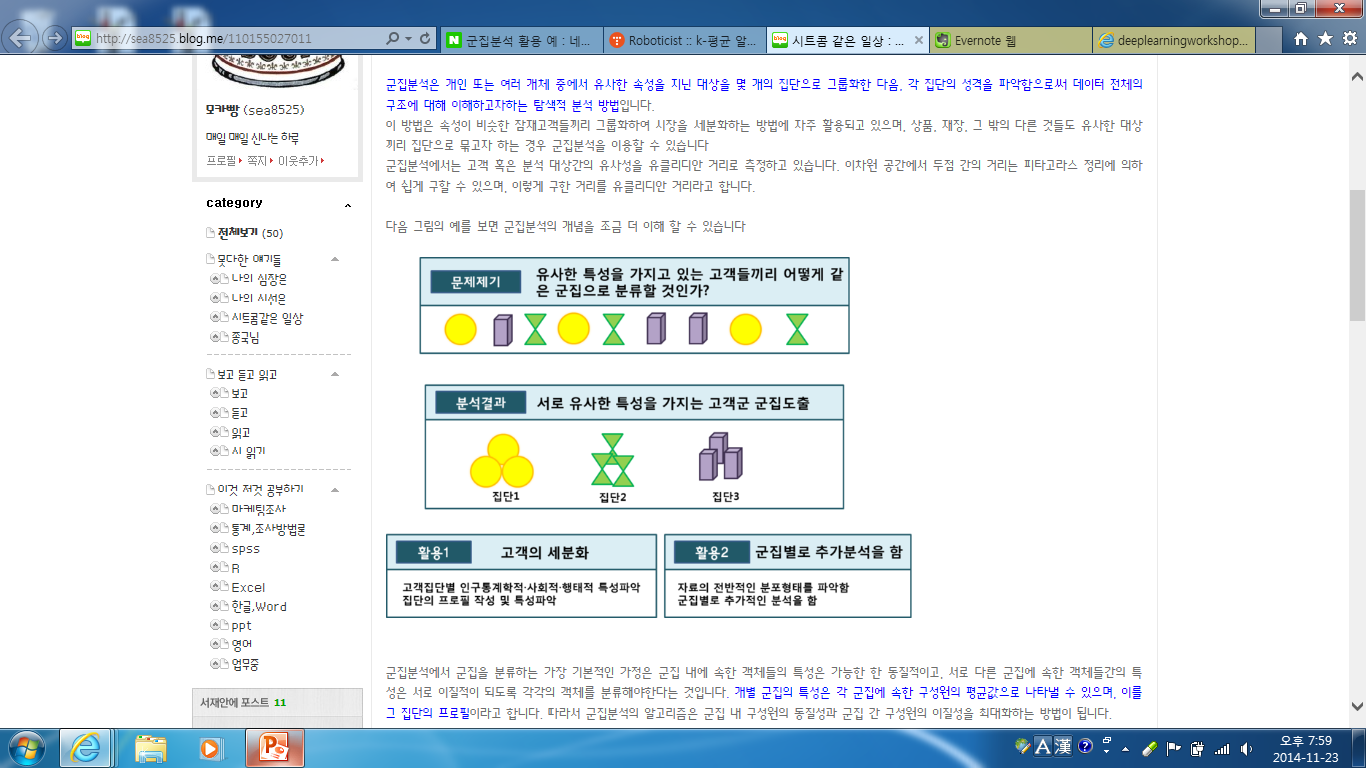 http://sea8525.blog.me/110155027011
군집분석 활용 예 : 네...
Roboticist :: k-평균 알...
시트콤 같은 일상 : ...
Evernote 웹
deeplearningworkshop...
모카빵 (sea8525)
매일 매일 신나는 하루
프로필 쪽지 이웃추가
category
전체보기 (50)
못다한 얘기들
나의 심장은
나의 시선은
시트콤같은 일상
종국님
보고 듣고 읽고
보고
듣고
읽고
시 읽기
이것 저것 공부하기
마케팅조사
통계,조사방법론
spss
R
Excel
한글,Word
ppt
영어
업무중
서재안에 포스트 11
군집분석은 개인 또는 여러 개체 중에서 유사한 속성을 지닌 대상을 몇 개의 집단으로 그룹화한 다음, 각 집단의 성격을 파악함으로써 데이터 전체의
구조에 대해 이해하고자하는 탐색적 분석 방법입니다.
이 방법은 속성이 비슷한 잠재고객들끼리 그룹화하여 시장을 세분화하는 방법에 자주 활용되고 있으며, 상품, 재장, 그 밖의 다른 것들도 유사한 대상
끼리 집단으로 묶고자 하는 경우 군집분석을 이용할 수 있습니다
군집분석에서는 고객 혹은 분석 대상간의 유사성을 유클리디안 거리로 측정하고 있습니다. 이차원 공간에서 두점 간의 거리는 피타고라스 정리에 의하
여 쉽게 구할 수 있으며, 이렇게 구한 거리를 유클리디안 거리라고 합니다.
다음 그림의 예를 보면 군집분석의 개념을 조금 더 이해 할 수 있습니다
문제제기
유사한 특성을 가지고 있는 고객들끼리 어떻게 같
은 군집으로 분류할 것인가?
분석결과
서로 유사한 특성을 가지는 고객군 군집도출
집단1
집단2
집단3
활용1
고객의 세분화
고객집단별 인구통계학적·사회적·행태적 특성파악
집단의 프로필 작성 및 특성파악
활용2
군집별로 추가분석을 함
자료의 전반적인 분포형태를 파악함
군집별로 추가적인 분석을 함
군집분석에서 군집을 분류하는 가장 기본적인 가정은 군집 내에 속한 객체들의 특성은 가능한 한 동질적이고, 서로 다른 군집에 속한 객체들간의 특
성은 서로 이질적이 되도록 각각의 객체를 분류해야한다는 것입니다. 개별 군집의 특성은 각 군집에 속한 구성원의 평균값으로 나타낼 수 있으며, 이를
그 집단의 프로필이라고 합니다. 따라서 군집분석의 알고리즘은 군집 내 구성원의 동질성과 군집 간 구성원의 이질성을 최대화하는 방법이 됩니다.
A 漢
오후 7:59
2014-11-23